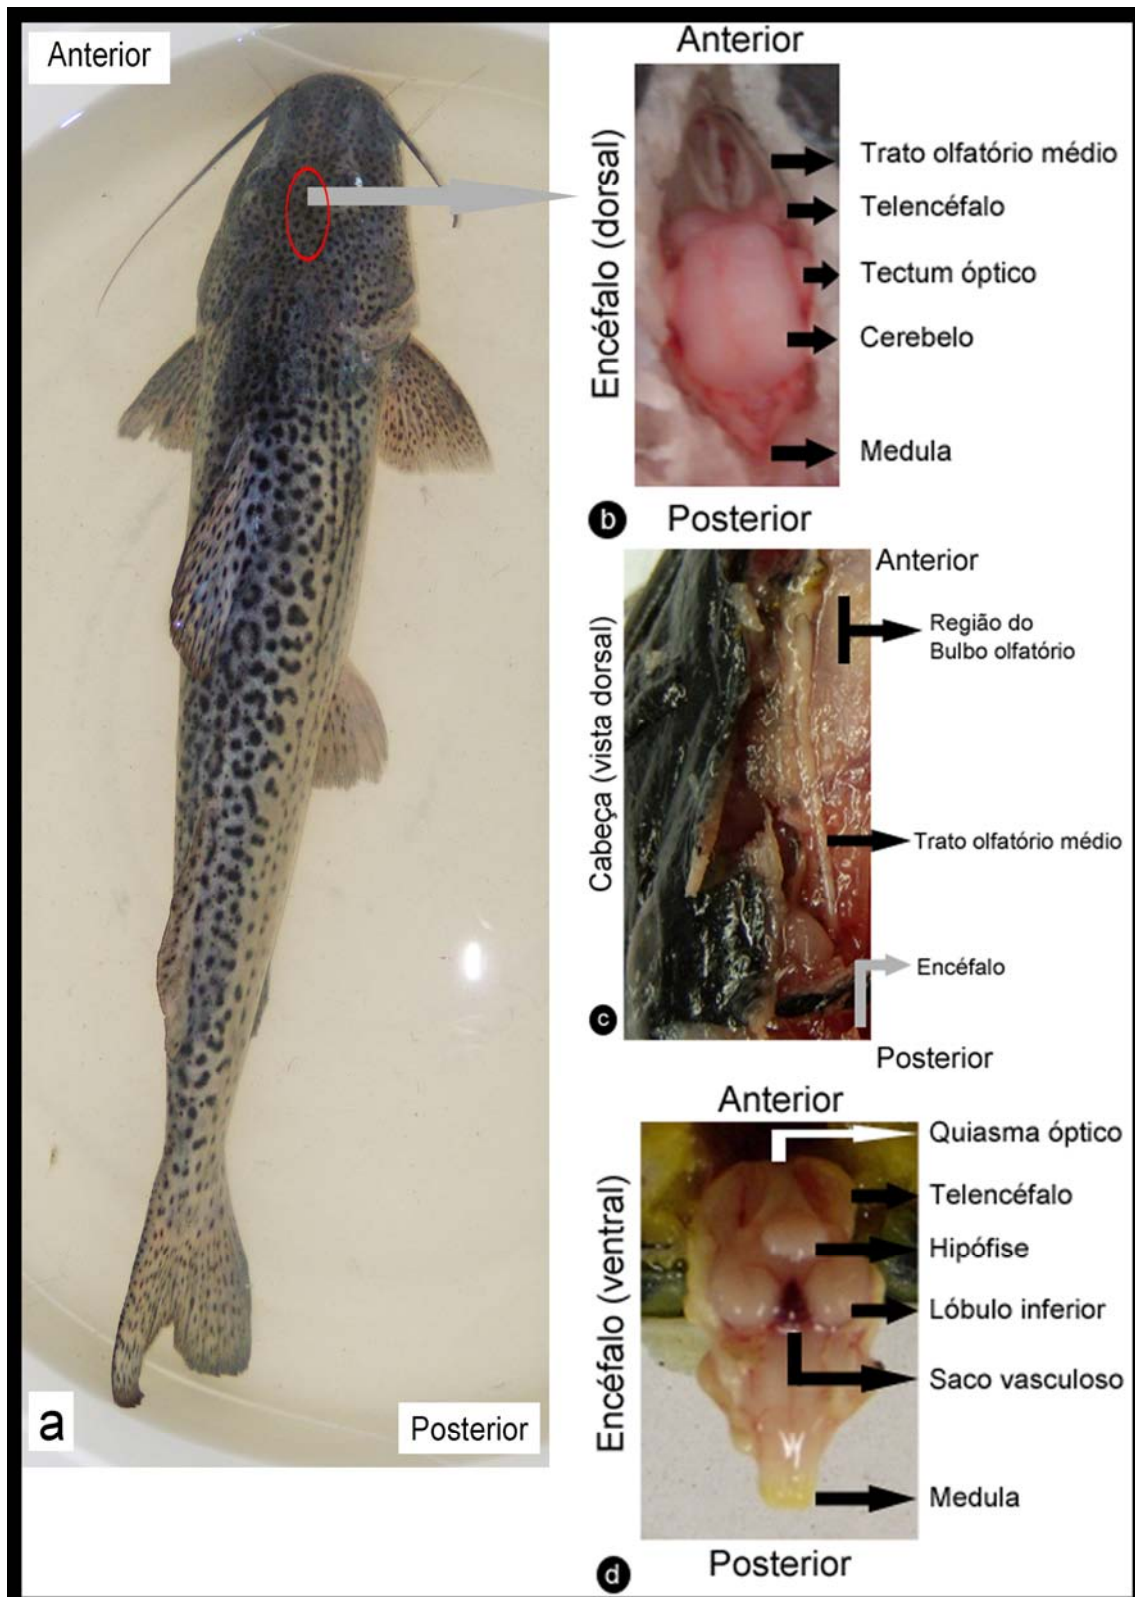 Anterior
Posterior
a
Anterior
Encéfalo (dorsal)
Trato olfatório médio
Telencéfalo
Tectum óptico
Cerebelo
Medula
b
Posterior
Anterior
Cabeça (vista dorsal)
Região do
Bulbo olfatório
Trato olfatório médio
Encéfalo
c
Posterior
Anterior
Encéfalo (ventral)
Quiasma óptico
Telencéfalo
Hipófise
Lóbulo inferior
Saco vasculoso
Medula
d
Posterior